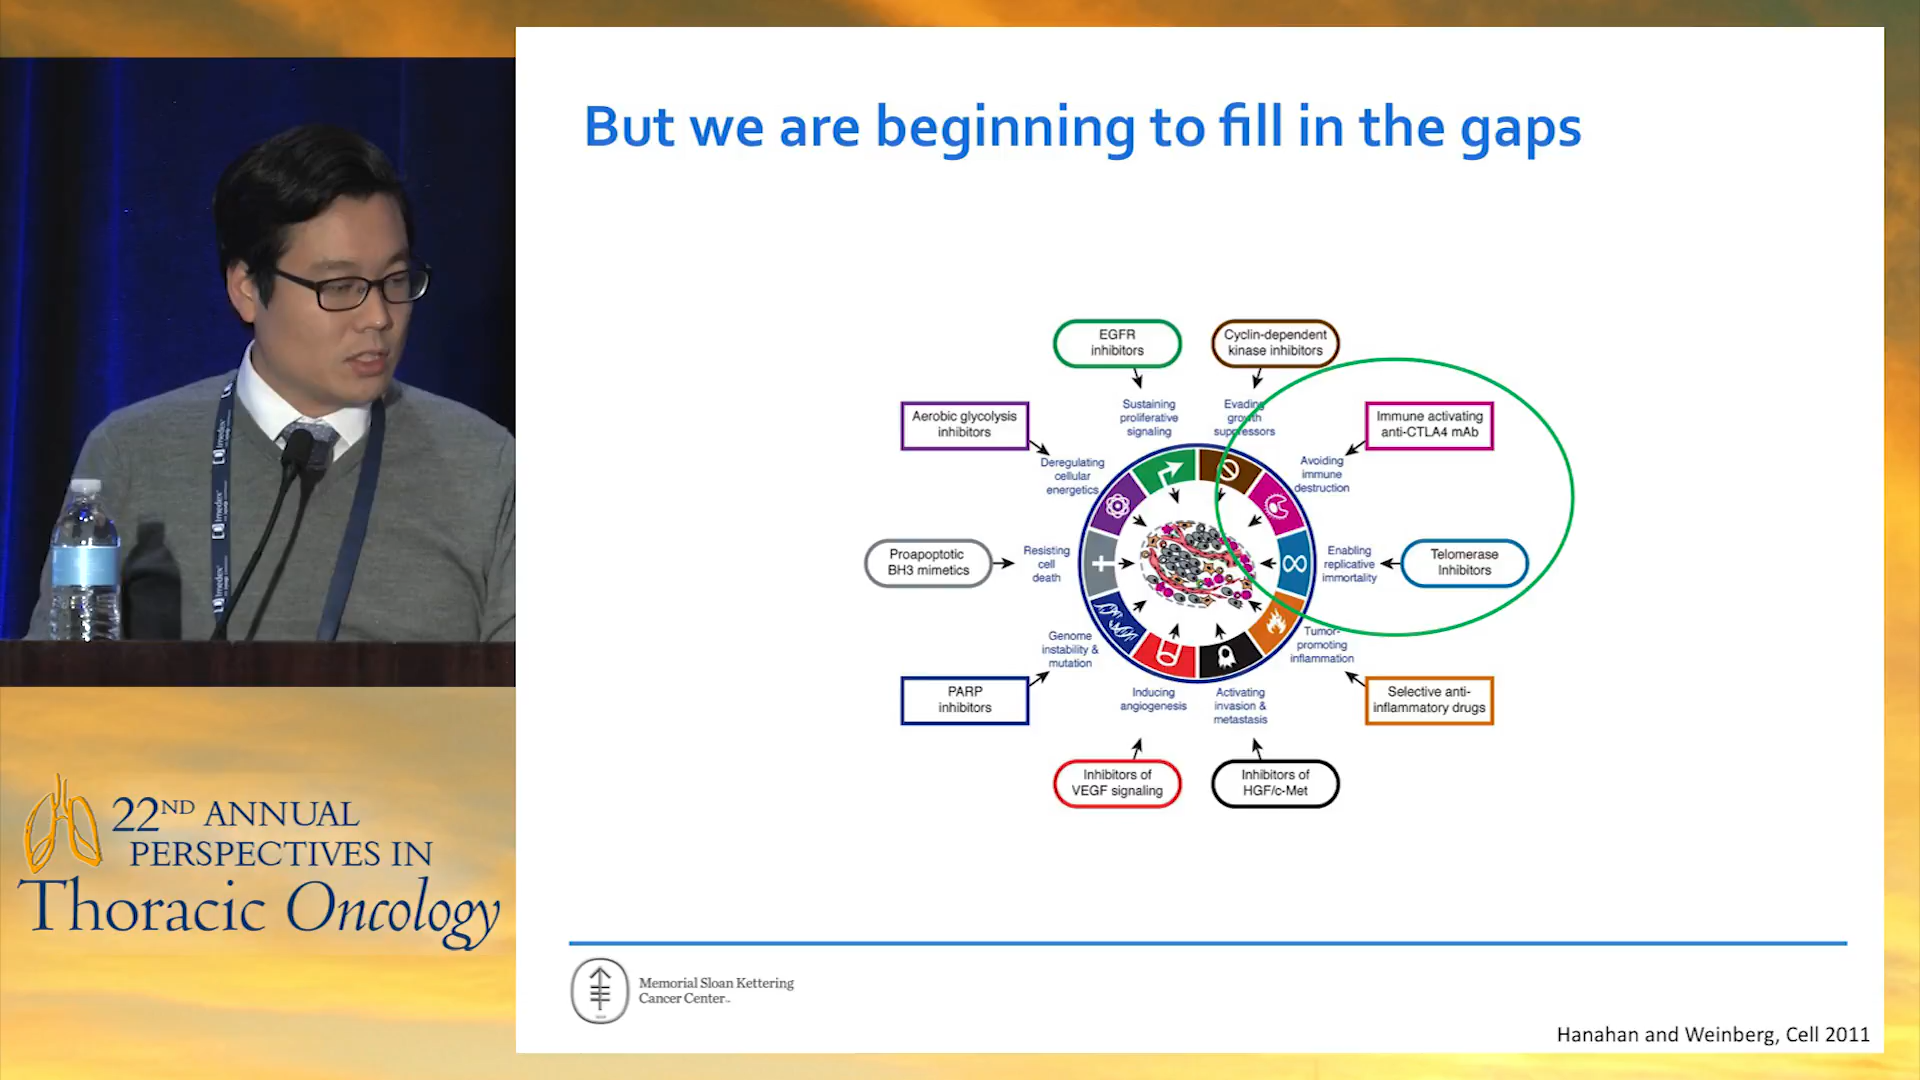 But we are beginning to fill in the gaps
EGFR
inhibitors
Cyclin-dependent
kinase inhibitors
Aerobic glycolysis
inhibitors
Sustaining
proliferative
signaling
Evading
growth
suppressors
Immune activating
anti-CTLA4 mAb
Deregulating
cellular
energetics
Avoiding
immune
destruction
Proapoptotic
BH3 mimetics
Resisting
cell
death
Enabling
replicative
immortality
Telomerase
Inhibitors
Genome
instability &
mutation
Tumor-
promoting
inflammation
PARP
inhibitors
Inducing
angiogenesis
Activating
invasion &
metastasis
Selective anti-
inflammatory drugs
Inhibitors of
VEGF signaling
Inhibitors of
HGF/c-Met
Memorial Sloan Kettering
Cancer Center
Hanahan and Weinberg, Cell 2011
22ND ANNUAL
PERSPECTIVES IN
Thoracic Oncology
imedex
imedex
imedex